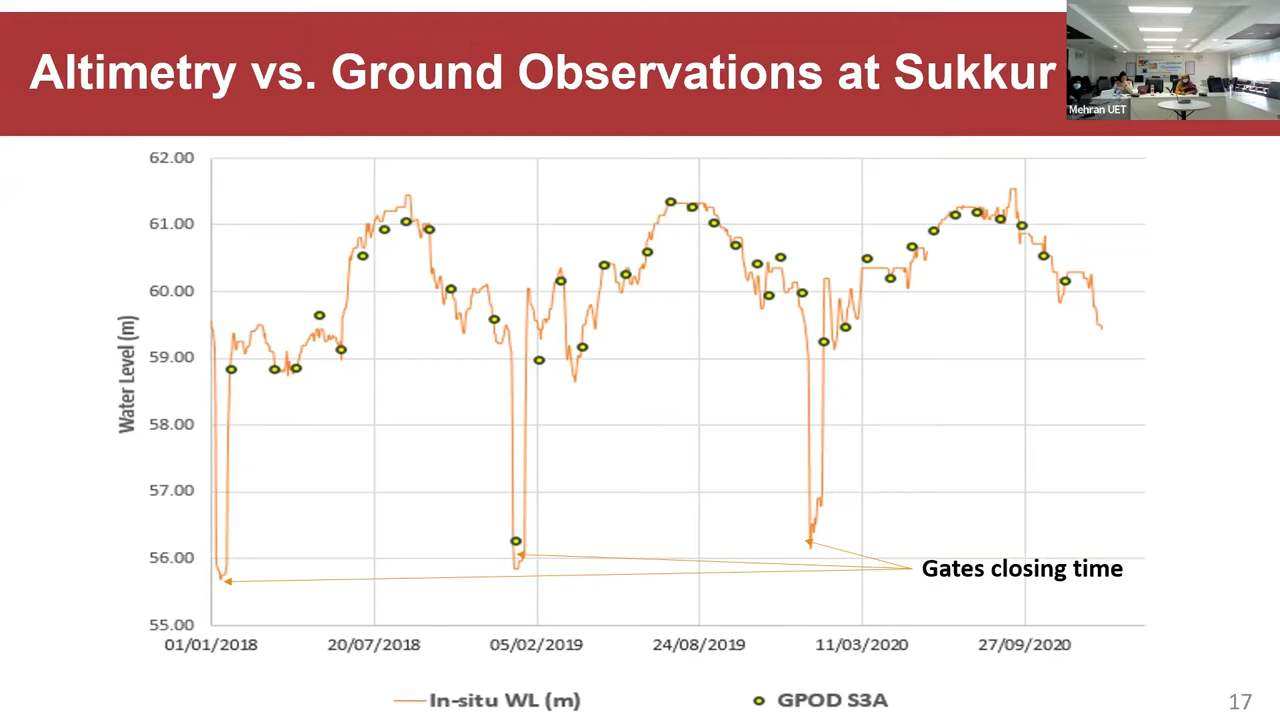 Altimetry vs. Ground Observations at Sukkur
Mehran UET
62.00
61.00
60.00
59.00
58.00
57.00
56.00
55.00
Water Level (m)
01/01/2018 20/07/2018 05/02/2019 24/08/2019 11/03/2020 27/09/2020
Gates closing time
In-situ WL (m) GPOD S3A
17